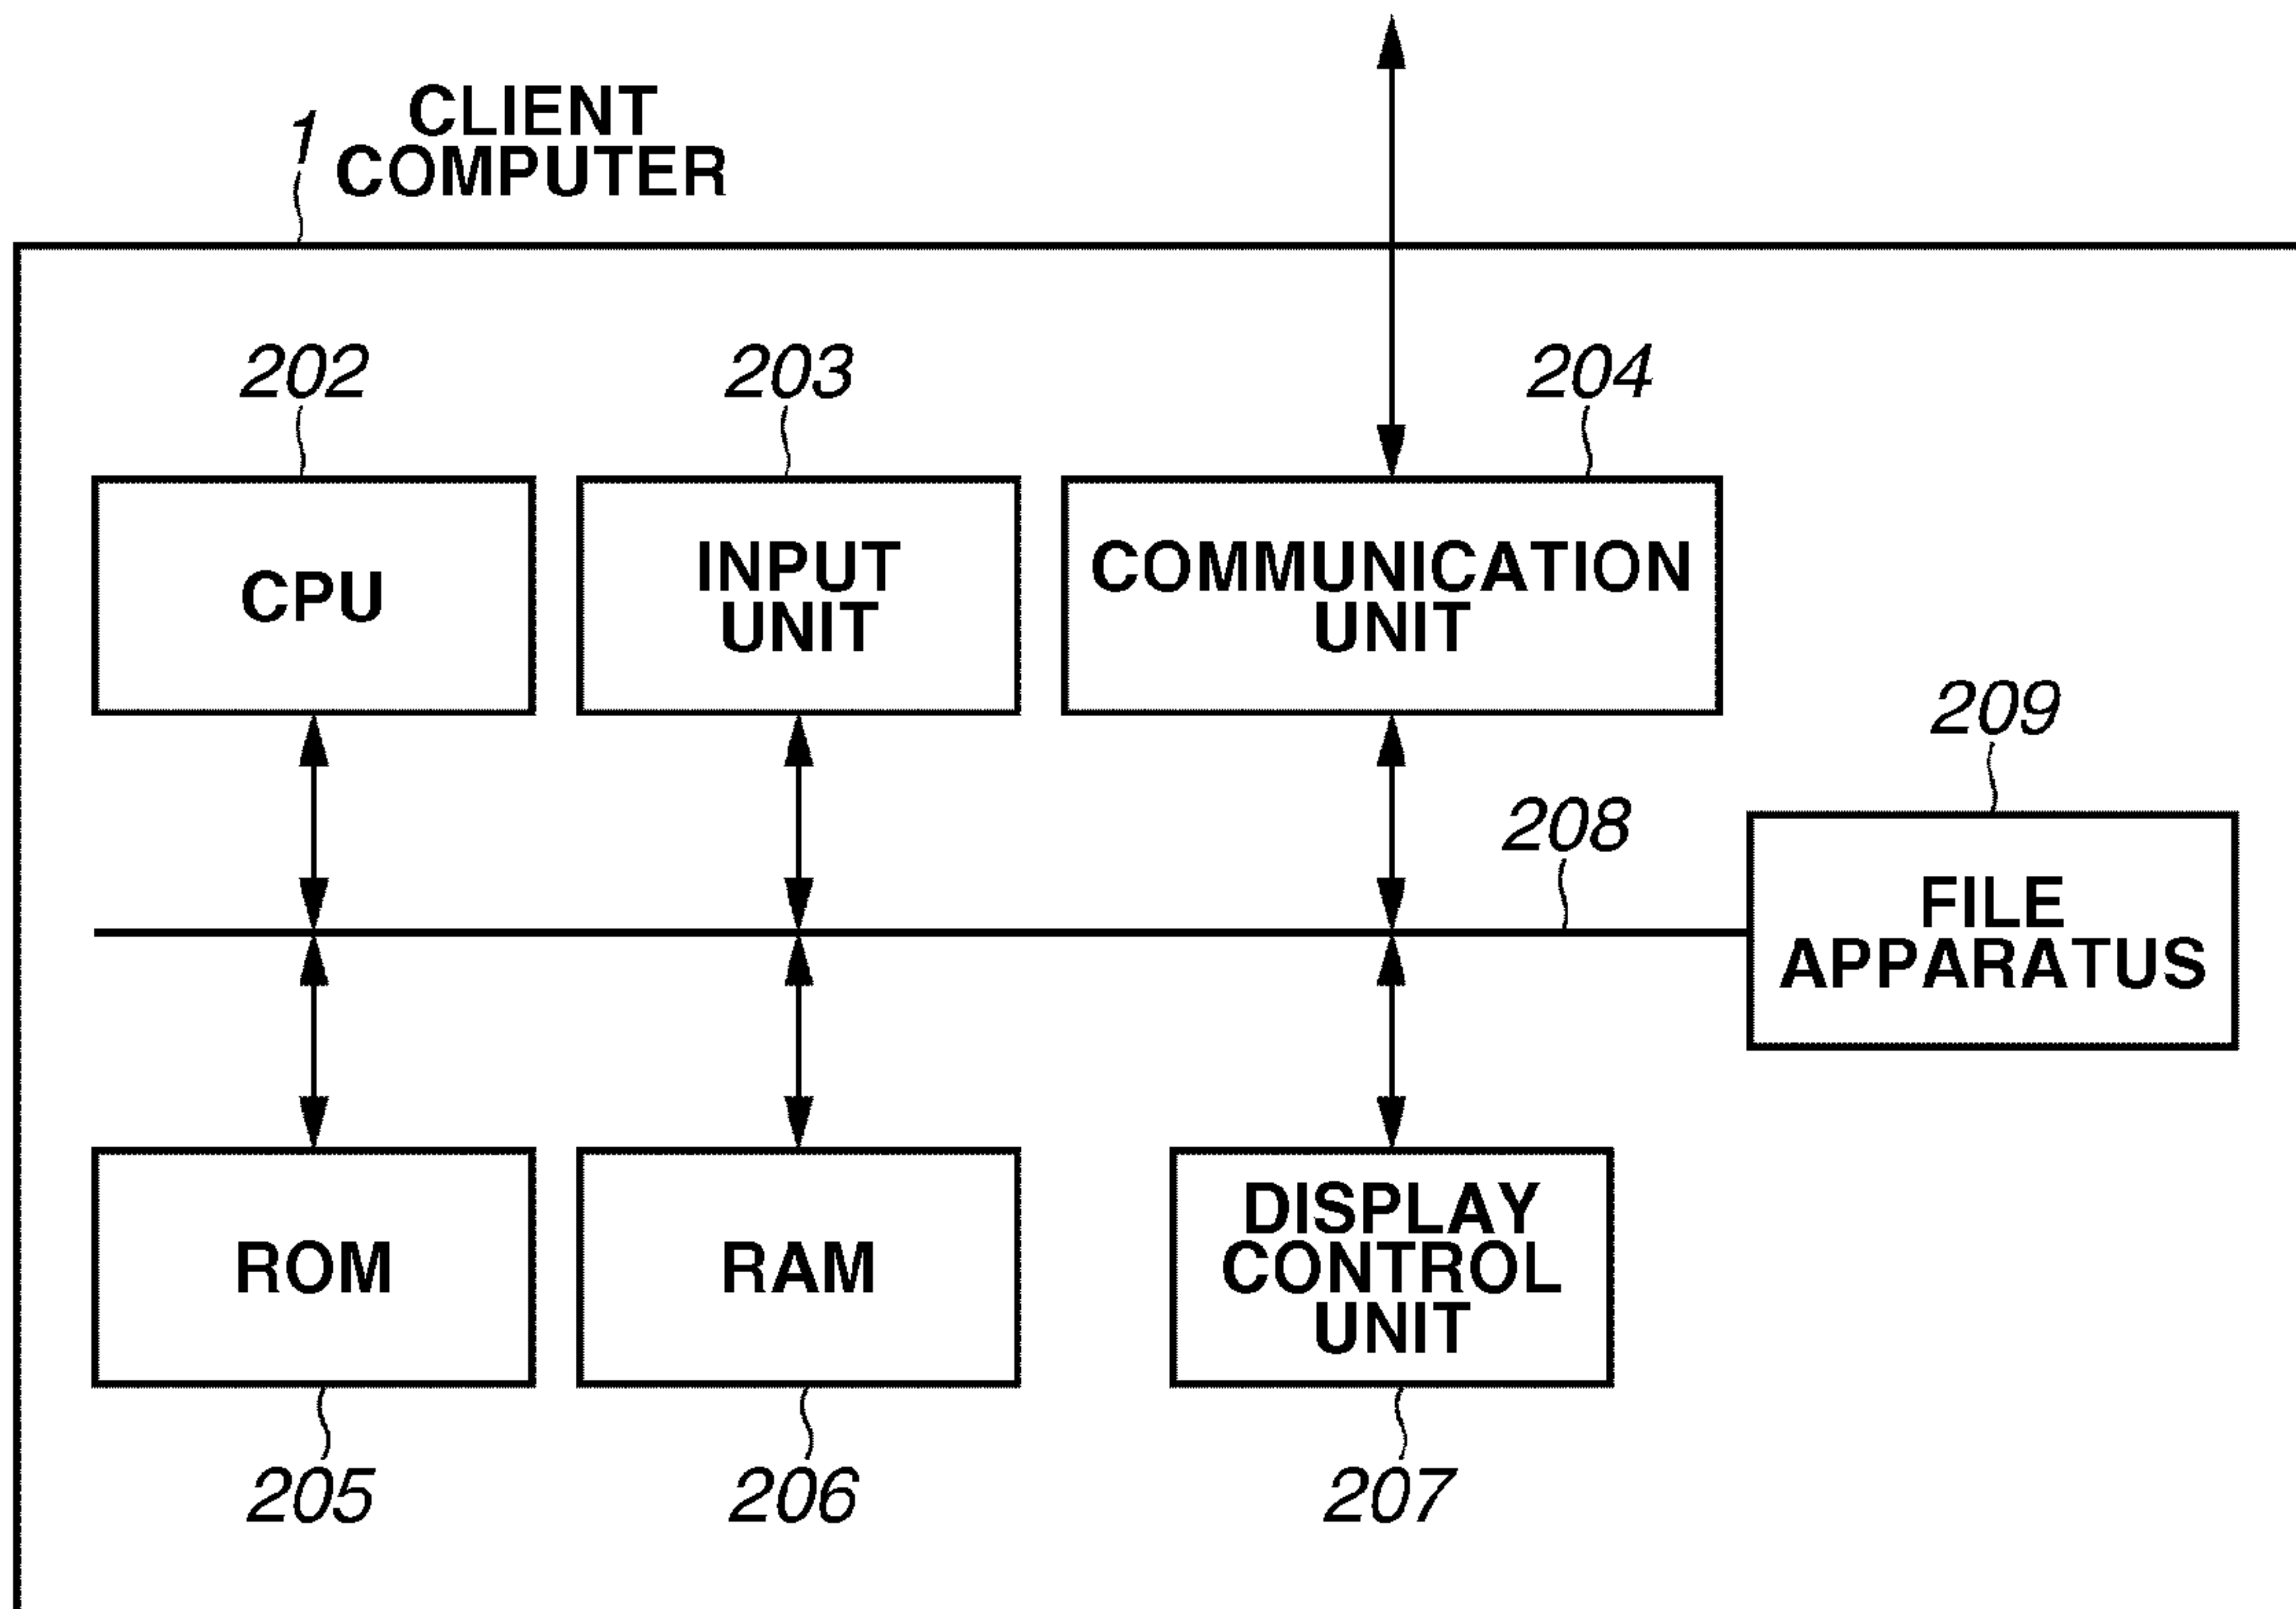 1
CLIENT
COMPUTER
202
203
204
CPU
INPUT
UNIT
COMMUNICATION
UNIT
209
208
FILE
APPARATUS
ROM
RAM
DISPLAY
CONTROL
UNIT
205
206
207